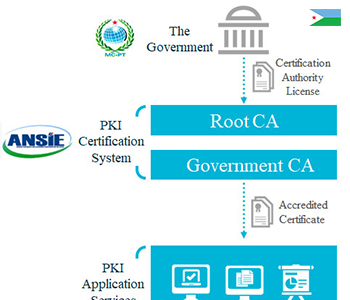 The
Government
MC-PT
Certification
Authority
License
PKI
Certification
System
ANSiE
Root CA
Government CA
Accredited
Certificate
PKI
Application
Services